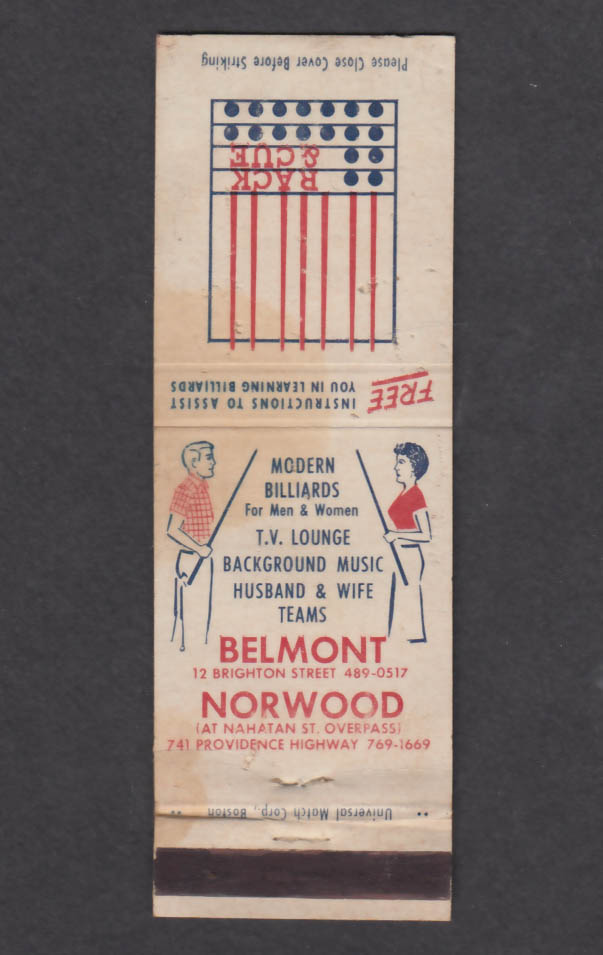 Please Close Cover Before Striking
RACK
& CUE
FREE
INSTRUCTIONS TO ASSIST
YOU IN LEARNING BILLIARDS
MODERN
BILLIARDS
For Men & Women
T.V. LOUNGE
BACKGROUND MUSIC
HUSBAND & WIFE
TEAMS
BELMONT
12 BRIGHTON STREET 489-0517
NORWOOD
(AT NAHATAN ST. OVERPASS)
741 PROVIDENCE HIGHWAY 769-1669
Universal Match Corp., Boston